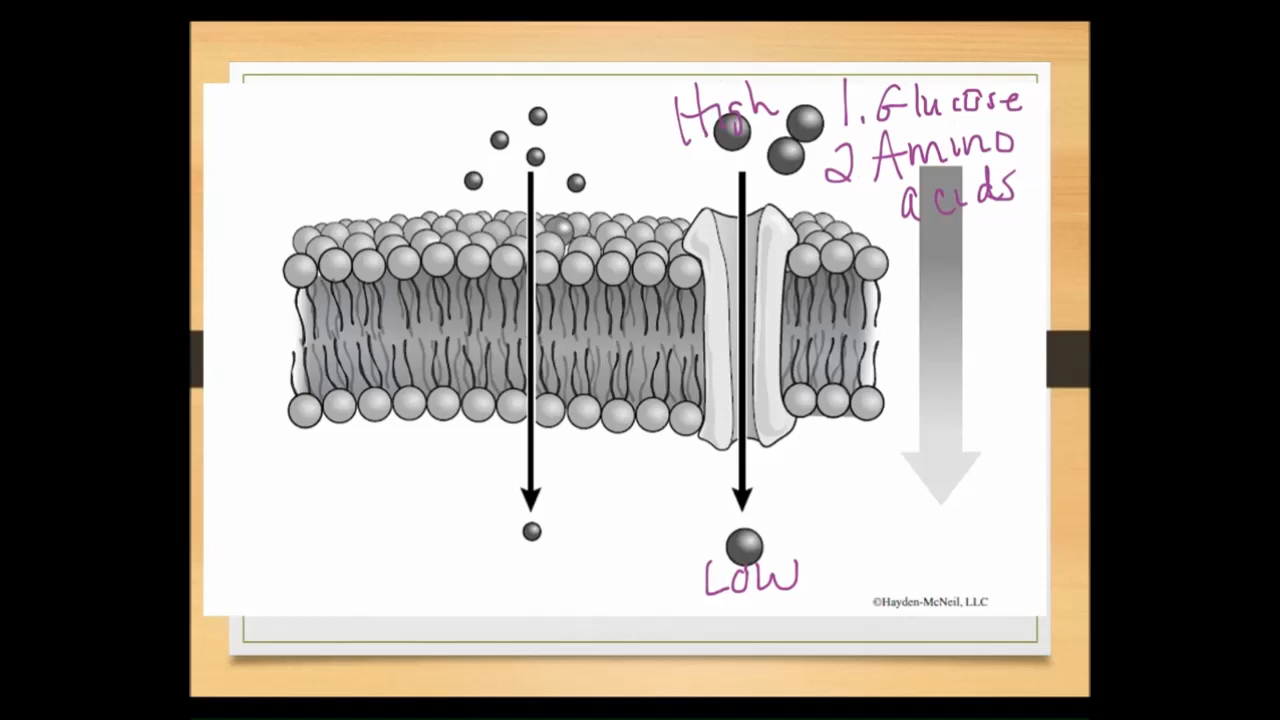 High
1. Glucose
2 Amino
acids
Low
©Hayden-McNeil, LLC